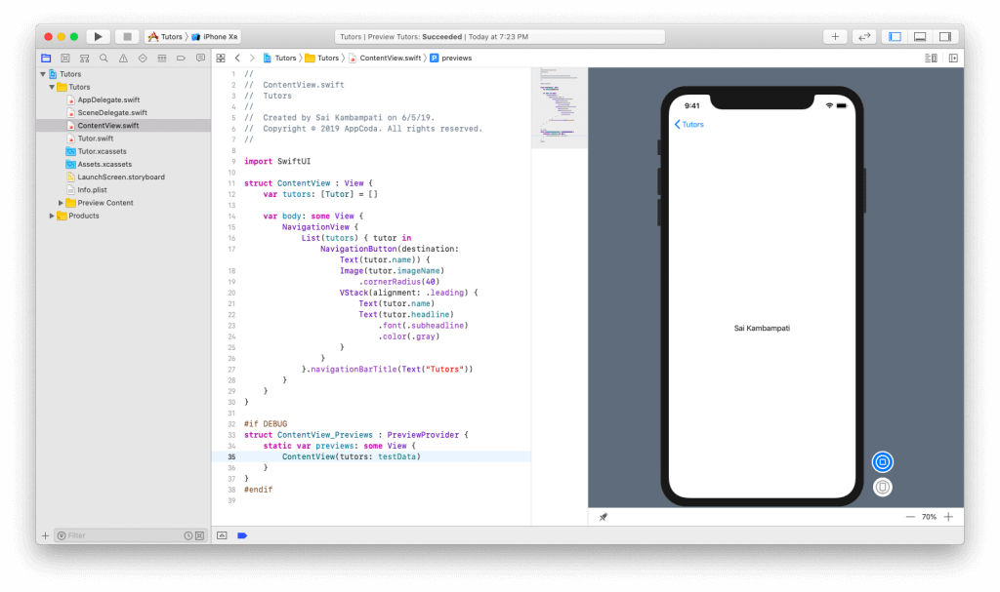 Tutors iPhone XR
Tutors | Preview Tutors: Succeeded | Today at 7:23 PM
Tutors
Tutors
AppDelegate.swift
SceneDelegate.swift
ContentView.swift
Tutor.swift
Tutor.xcassets
Assets.xcassets
LaunchScreen.storyboard
Info.plist
Preview Content
Products
Filter
Tutors Tutors ContentView.swift P previews
1 //
2 //  ContentView.swift
3 //  Tutors
4 //
5 //  Created by Sai Kambampati on 6/5/19.
6 //  Copyright © 2019 AppCoda. All rights reserved.
7 //
8
9 import SwiftUI
10
11 struct ContentView : View {
12     var tutors: [Tutor] = []
13
14     var body: some View {
15         NavigationView {
16             List(tutors) { tutor in
17                 NavigationButton(destination:
                    Text(tutor.name)) {
18                     Image(tutor.imageName)
19                         .cornerRadius(40)
20                     VStack(alignment: .leading) {
21                         Text(tutor.name)
22                         Text(tutor.headline)
23                             .font(.subheadline)
24                             .color(.gray)
25                     }
26                 }
27             }.navigationBarTitle(Text("Tutors"))
28         }
29     }
30 }
31
32 #if DEBUG
33 struct ContentView_Previews : PreviewProvider {
34     static var previews: some View {
35         ContentView(tutors: testData)
36     }
37 }
38 #endif
39
9:41
Tutors
Sai Kambampati
70%